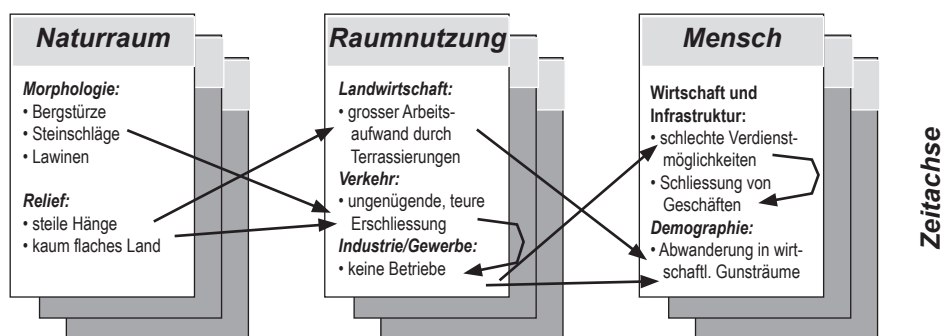 Naturraum
Morphologie:
• Bergstürze
• Steinschläge
• Lawinen
Relief:
• steile Hänge
• kaum flaches Land
Raumnutzung
Landwirtschaft:
• grosser Arbeits-
aufwand durch
Terrassierungen
Verkehr:
• ungenügende, teure
Erschliessung
Industrie/Gewerbe:
• keine Betriebe
Mensch
Wirtschaft und
Infrastruktur:
• schlechte Verdienst-
möglichkeiten
• Schliessung von
Geschäften
Demographie:
• Abwanderung in wirt-
schaftl. Gunsträume
Zeitachse